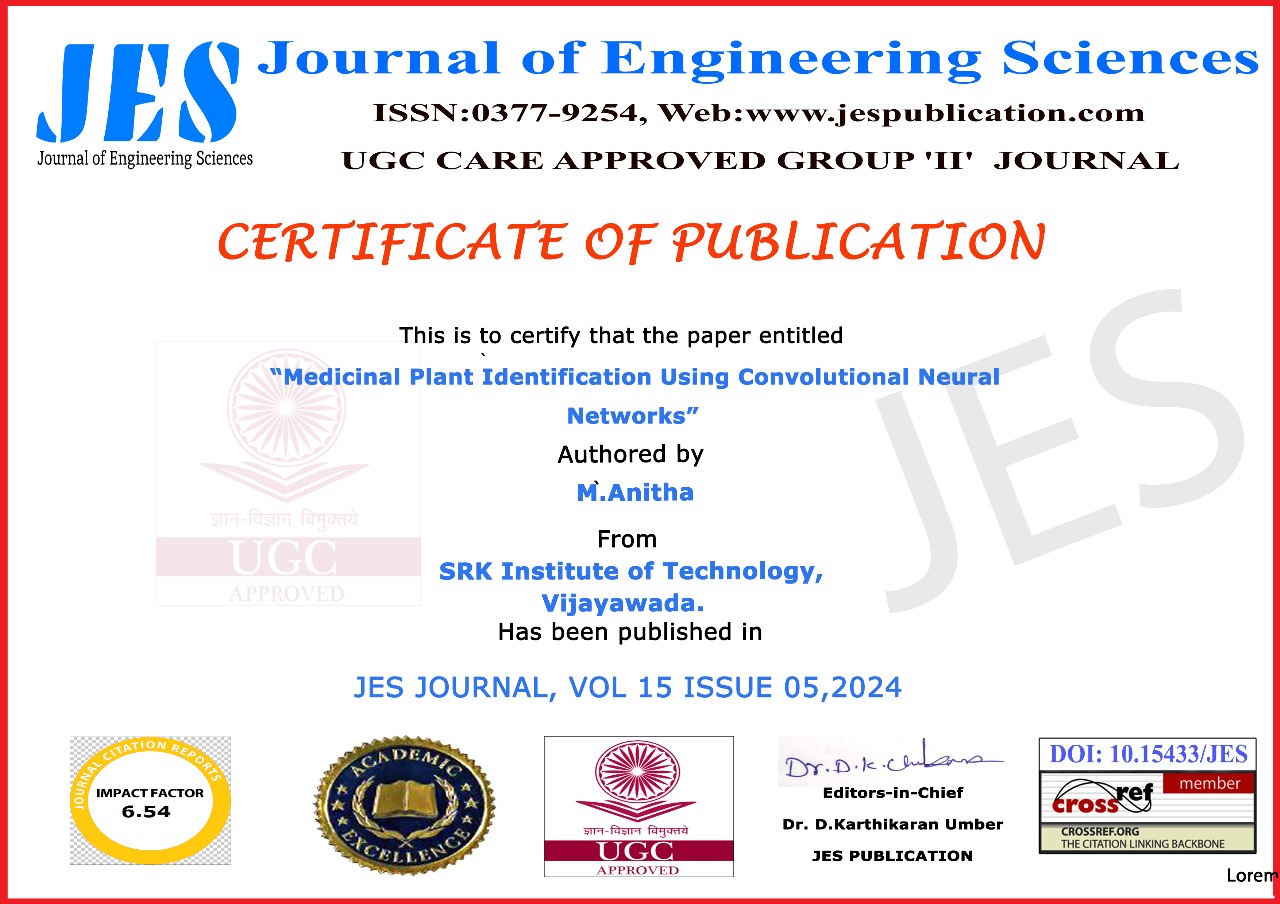 JES
Journal of Engineering Sciences
Journal of Engineering Sciences
ISSN:0377-9254, Web:www.jespublication.com
UGC CARE APPROVED GROUP 'II' JOURNAL
CERTIFICATE OF PUBLICATION
This is to certify that the paper entitled
“Medicinal Plant Identification Using Convolutional Neural
Networks”
Authored by
M.Anitha
From
SRK Institute of Technology,
Vijayawada.
Has been published in
JES JOURNAL, VOL 15 ISSUE 05,2024
ज्ञान-विज्ञान विमुक्तये
UGC
APPROVED
JES
JOURNAL CITATION REPORTS
IMPACT FACTOR
6.54
ACADEMIC
EXCELLENCE
ज्ञान-विज्ञान विमुक्तये
UGC
APPROVED
Dr.D.K.
Editors-in-Chief
Dr. D.Karthikaran Umber
JES PUBLICATION
DOI: 10.15433/JES
member
crossref
CROSSREF.ORG
THE CITATION LINKING BACKBONE
Lorem